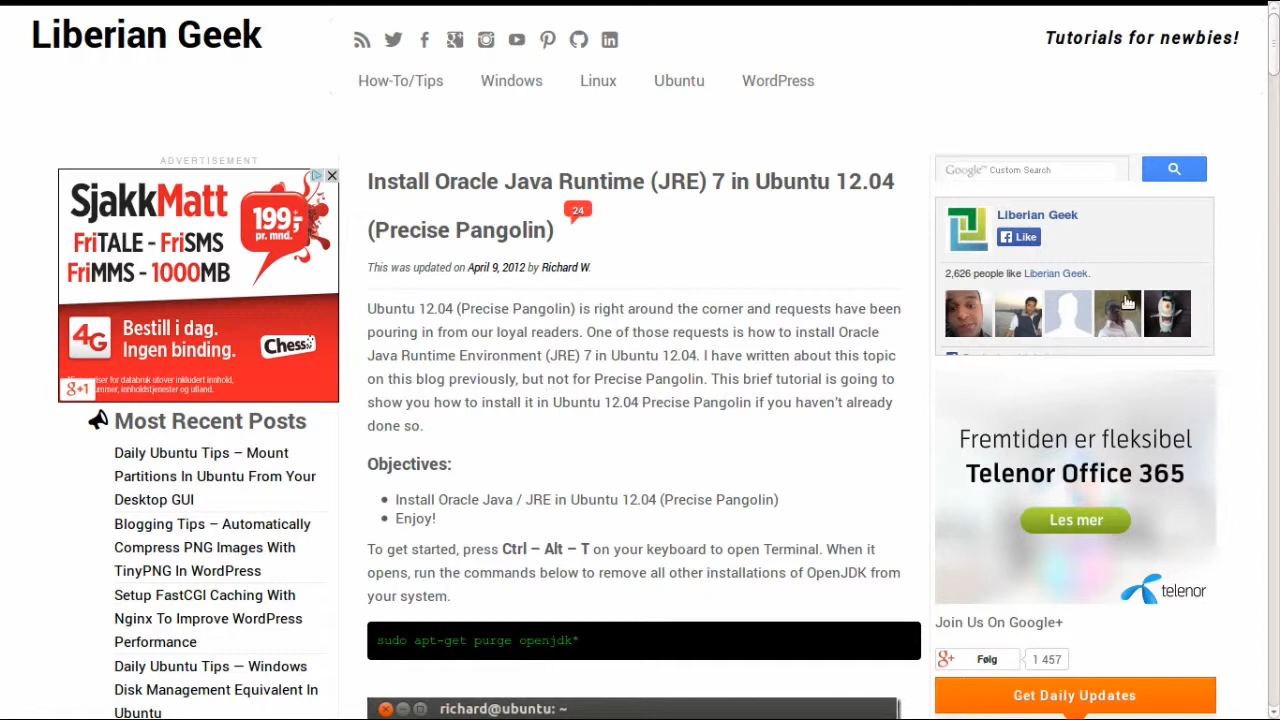 Liberian Geek
Tutorials for newbies!
How-To/Tips
Windows
Linux
Ubuntu
WordPress
ADVERTISEMENT
SjakkMatt
FriTALE - FriSMS
FriMMS - 1000MB
199,-
pr. mnd.*
4G
Bestill i dag.
Ingen binding.
Chess
for databruk utover inkludert innhold,
innholdstjenester og utland.
g+1
Most Recent Posts
Daily Ubuntu Tips – Mount
Partitions In Ubuntu From Your
Desktop GUI
Blogging Tips – Automatically
Compress PNG Images With
TinyPNG In WordPress
Setup FastCGI Caching With
Nginx To Improve WordPress
Performance
Daily Ubuntu Tips — Windows
Disk Management Equivalent In
Ubuntu
Install Oracle Java Runtime (JRE) 7 in Ubuntu 12.04
(Precise Pangolin)
24
This was updated on April 9, 2012 by Richard W.
Ubuntu 12.04 (Precise Pangolin) is right around the corner and requests have been
pouring in from our loyal readers. One of those requests is how to install Oracle
Java Runtime Environment (JRE) 7 in Ubuntu 12.04. I have written about this topic
on this blog previously, but not for Precise Pangolin. This brief tutorial is going to
show you how to install it in Ubuntu 12.04 Precise Pangolin if you haven't already
done so.
Objectives:
Install Oracle Java / JRE in Ubuntu 12.04 (Precise Pangolin)
Enjoy!
To get started, press Ctrl – Alt – T on your keyboard to open Terminal. When it
opens, run the commands below to remove all other installations of OpenJDK from
your system.
sudo apt-get purge openjdk*
richard@ubuntu: ~
Google™ Custom Search
Liberian Geek
Like
2,626 people like Liberian Geek.
Fremtiden er fleksibel
Telenor Office 365
Les mer
telenor
Join Us On Google+
g+ Følg
1 457
Get Daily Updates